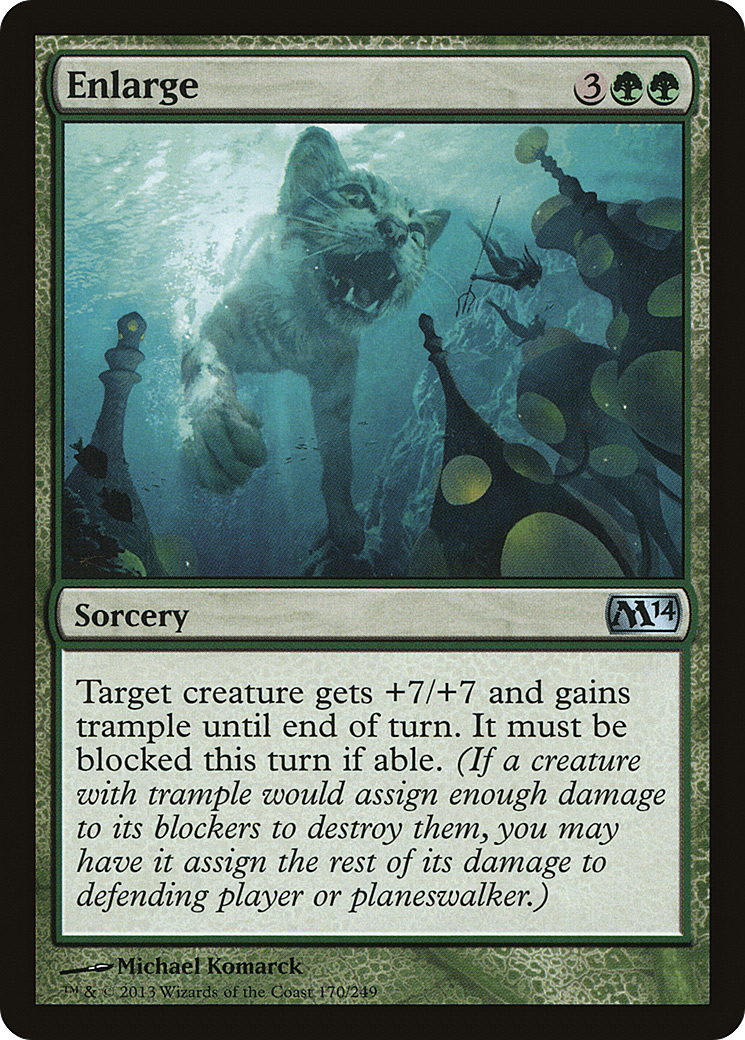 Enlarge 3
Sorcery M14
Target creature gets +7/+7 and gains
trample until end of turn. It must be
blocked this turn if able. (If a creature
with trample would assign enough damage
to its blockers to destroy them, you may
have it assign the rest of its damage to
defending player or planeswalker.)
Michael Komarck
™ & © 2013 Wizards of the Coast 170/249